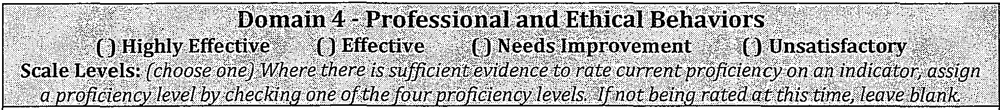 Domain 4 - Professional and Ethical Behaviors
( ) Highly Effective ( ) Effective ( ) Needs Improvement ( ) Unsatisfactory
Scale Levels: (choose one) Where there is sufficient evidence to rate current proficiency on an indicator, assign
a proficiency level by checking one of the four proficiency levels. If not being rated at this time, leave blank.